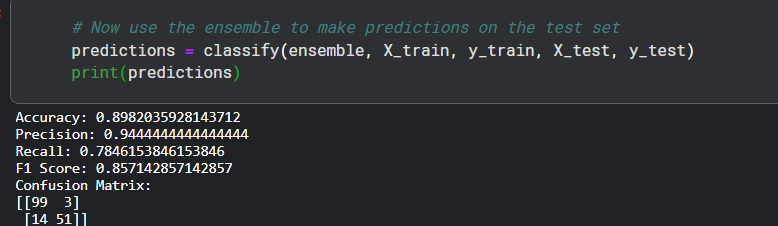 # Now use the ensemble to make predictions on the test set
predictions = classify(ensemble, X_train, y_train, X_test, y_test)
print(predictions)
Accuracy: 0.8982035928143712
Precision: 0.9444444444444444
Recall: 0.7846153846153846
F1 Score: 0.857142857142857
Confusion Matrix:
[[99  3]
 [14 51]]